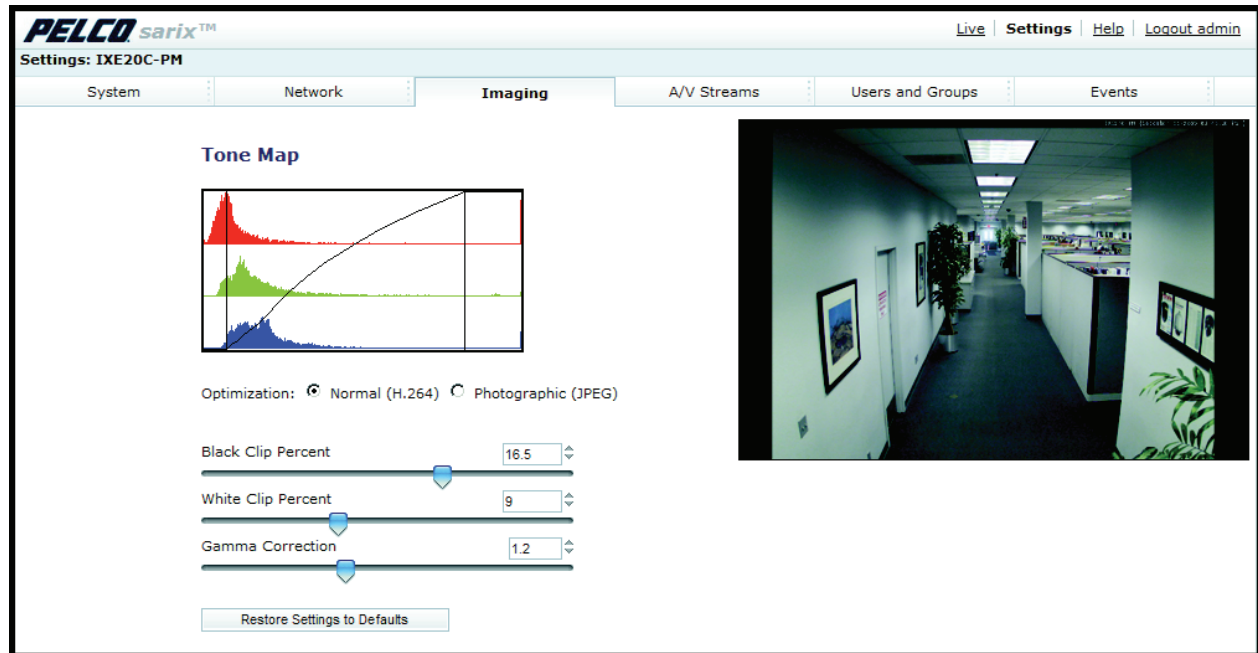 PELCO sarix™
Live | Settings | Help | Logout admin
Settings: IXE20C-PM
System Network Imaging A/V Streams Users and Groups Events
Tone Map
Optimization: Normal (H.264) Photographic (JPEG)
Black Clip Percent 16.5
White Clip Percent 9
Gamma Correction 1.2
Restore Settings to Defaults